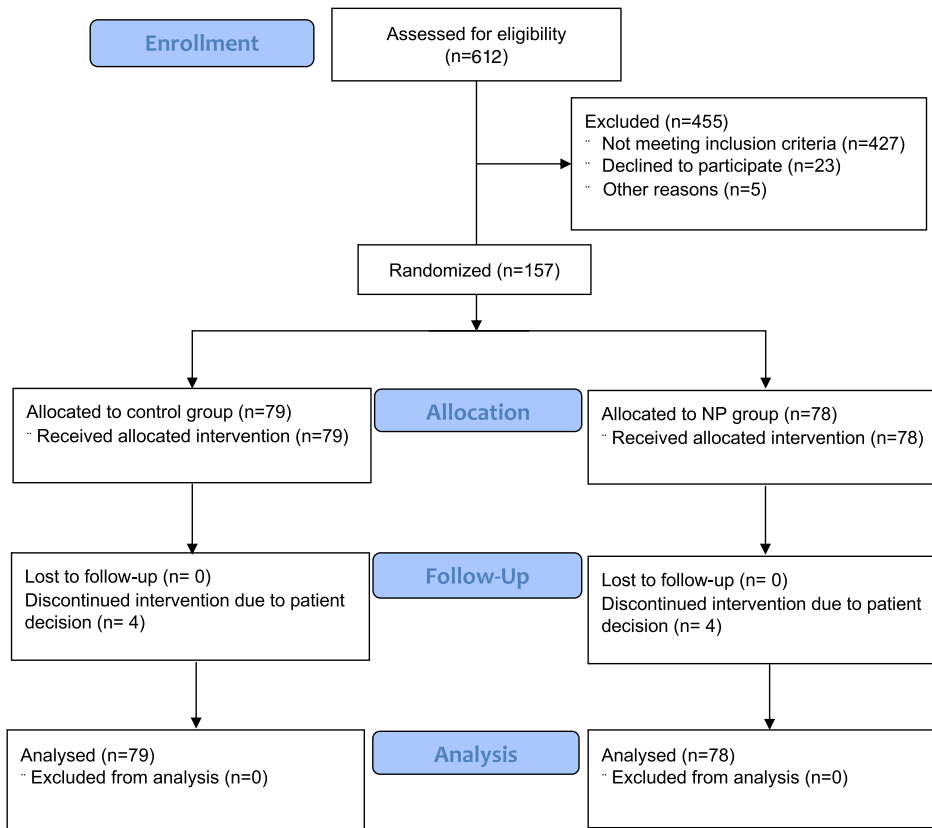 Enrollment
Assessed for eligibility
(n=612)
Excluded (n=455)
¨ Not meeting inclusion criteria (n=427)
¨ Declined to participate (n=23)
¨ Other reasons (n=5)
Randomized (n=157)
Allocated to control group (n=79)
¨ Received allocated intervention (n=79)
Allocation
Allocated to NP group (n=78)
¨ Received allocated intervention (n=78)
Lost to follow-up (n= 0)
Discontinued intervention due to patient
decision (n= 4)
Follow-Up
Lost to follow-up (n= 0)
Discontinued intervention due to patient
decision (n= 4)
Analysed (n=79)
¨ Excluded from analysis (n=0)
Analysis
Analysed (n=78)
¨ Excluded from analysis (n=0)